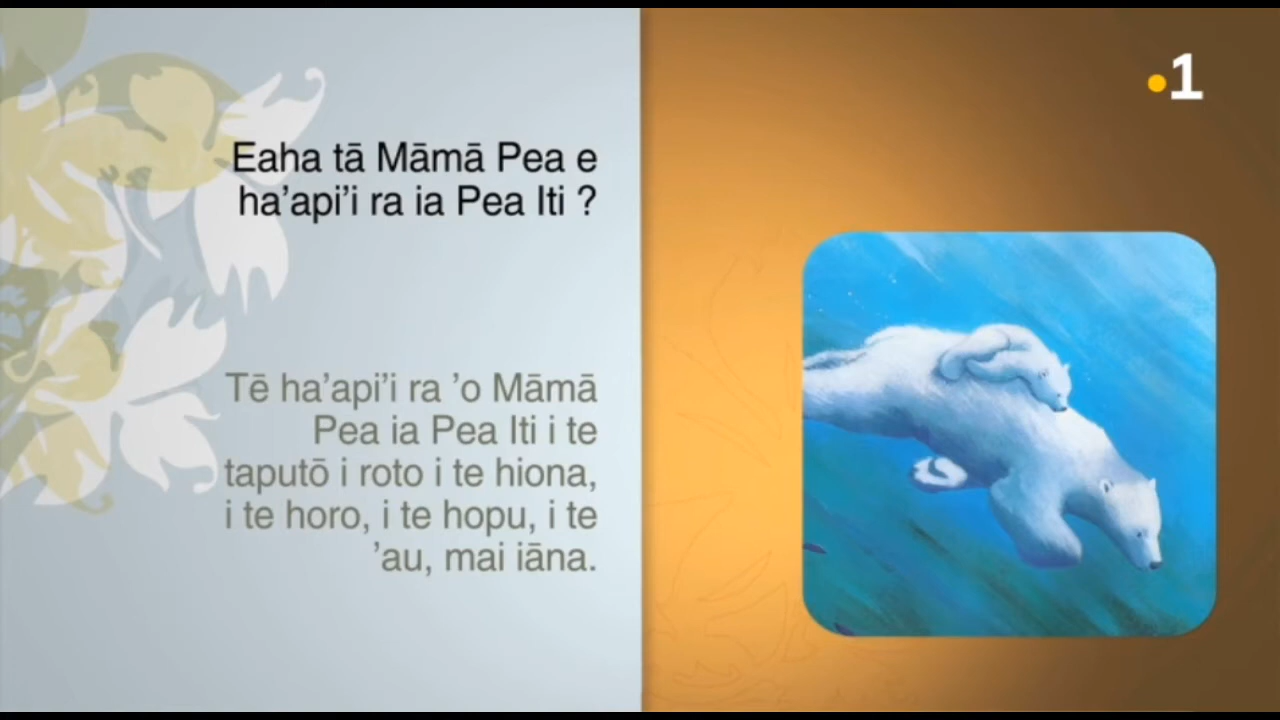 Eaha tā Māmā Pea e
ha’api’i ra ia Pea Iti ?
Tē ha’api’i ra ’o Māmā
Pea ia Pea Iti i te
taputō i roto i te hiona,
i te horo, i te hopu, i te
’au, mai iāna.
1